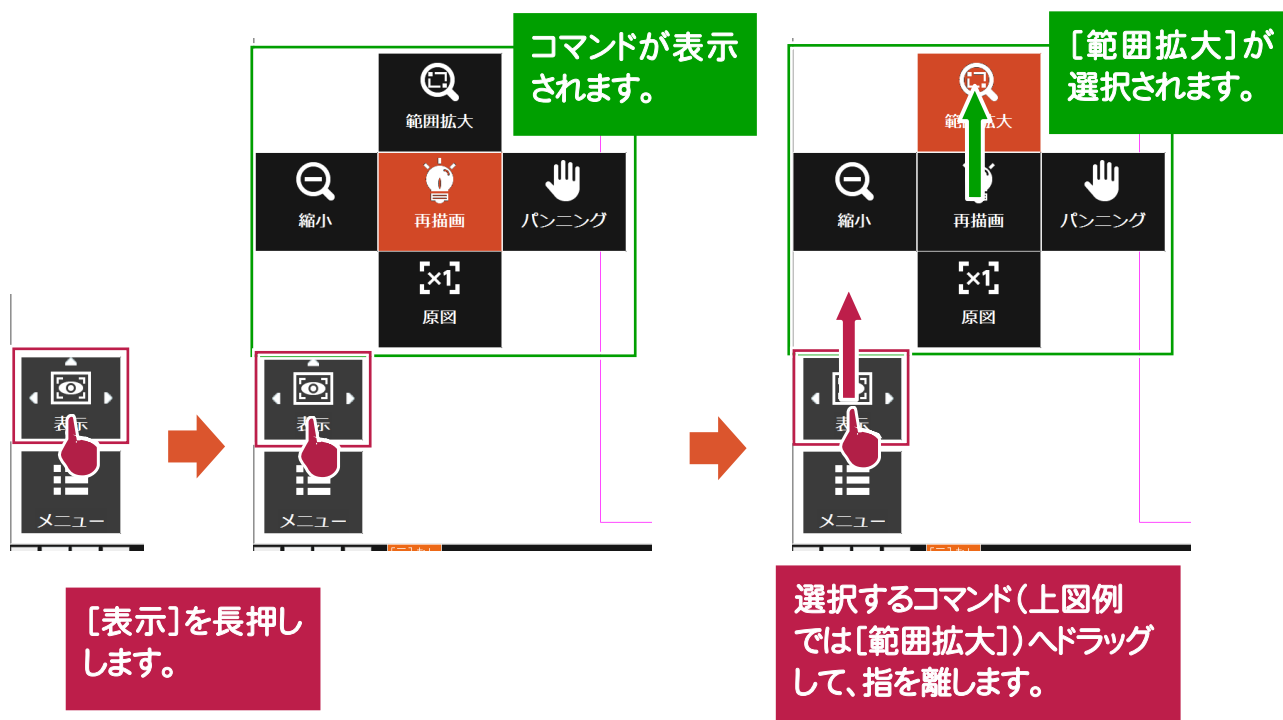 コマンドが表示
されます。
範囲拡大
縮小
再描画
パンニング
原図
[×1]
表示
メニュー
表示
メニュー
[範囲拡大]が
選択されます。
範囲拡大
縮小
再描画
パンニング
[×1]
原図
表示
メニュー
[表示]を長押し
します。
選択するコマンド(上図例
では[範囲拡大])へドラッグ
して、指を離します。